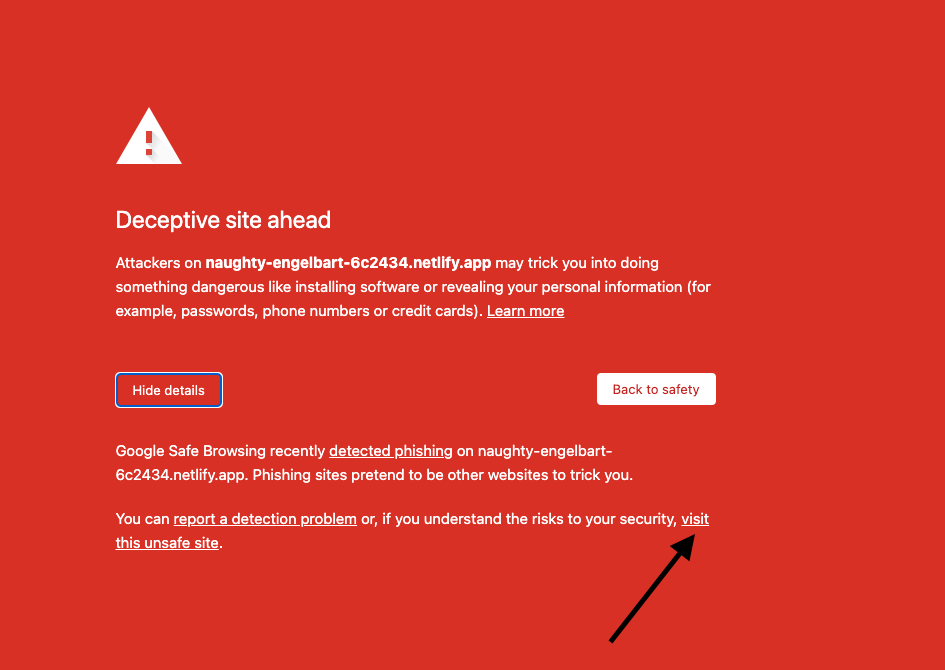 Deceptive site ahead
Attackers on naughty-engelbart-6c2434.netlify.app may trick you into doing
something dangerous like installing software or revealing your personal information (for
example, passwords, phone numbers or credit cards). Learn more
Hide details
Back to safety
Google Safe Browsing recently detected phishing on naughty-engelbart-
6c2434.netlify.app. Phishing sites pretend to be other websites to trick you.
You can report a detection problem or, if you understand the risks to your security, visit
this unsafe site.